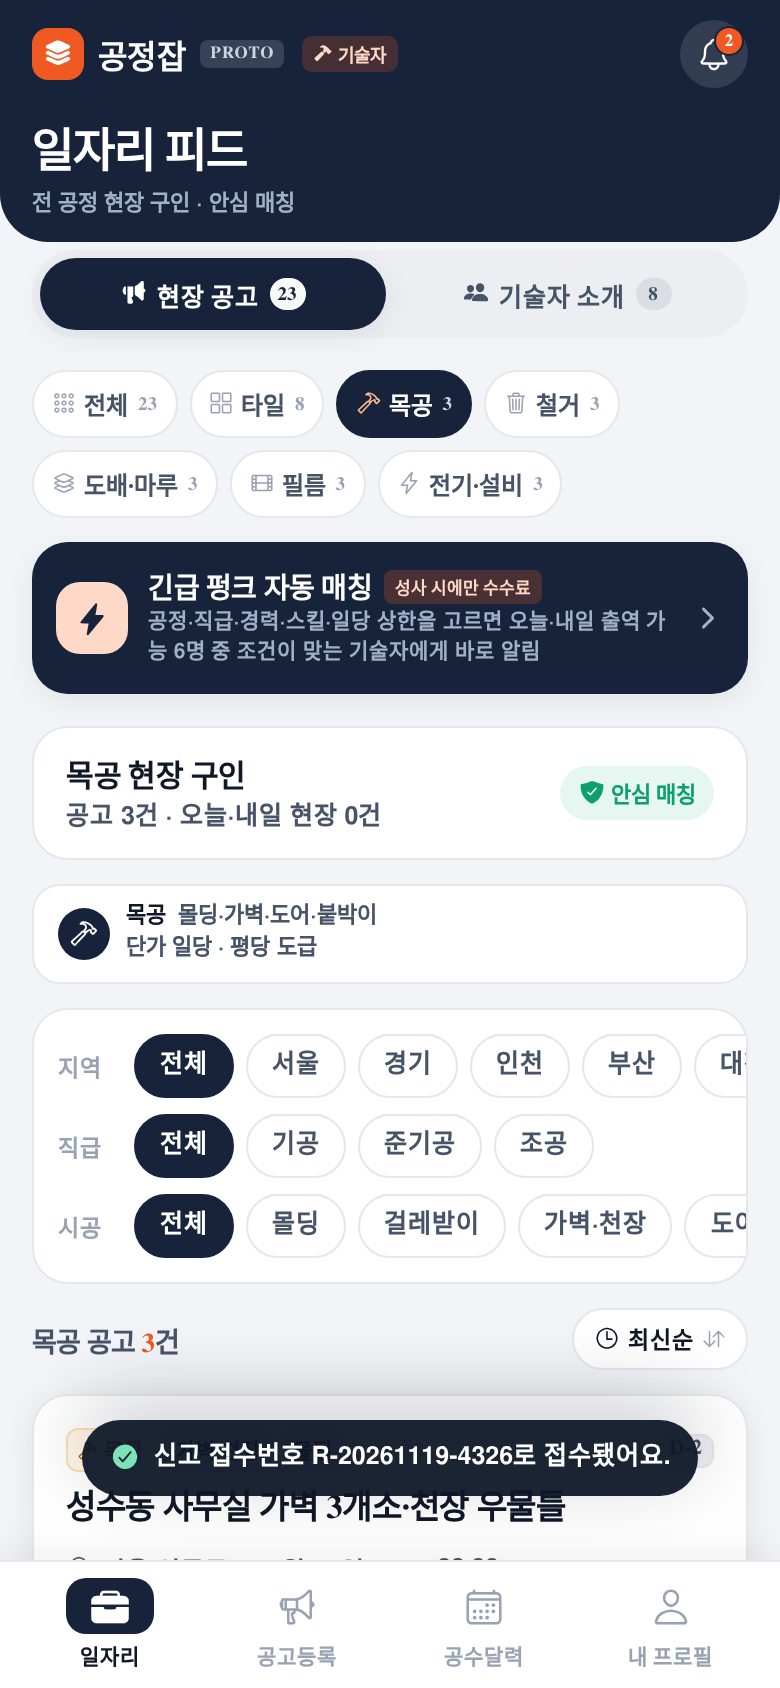 공정잡 PROTO 기술자 2
일자리 피드
전 공정 현장 구인 · 안심 매칭
현장 공고 23 기술자 소개 8
전체 23 타일 8 목공 3 철거 3
도배·마루 3 필름 3 전기·설비 3
긴급 펑크 자동 매칭 성사 시에만 수수료
공정·직급·경력·스킬·일당 상한을 고르면 오늘·내일 출역 가
능 6명 중 조건이 맞는 기술자에게 바로 알림
목공 현장 구인
공고 3건 · 오늘·내일 현장 0건
안심 매칭
목공 몰딩·가벽·도어·붙박이
단가 일당 · 평당 도급
지역 전체 서울 경기 인천 부산
직급 전체 기공 준기공 조공
시공 전체 몰딩 걸레받이 가벽·천장
목공 공고 3건 최신순
신고 접수번호 R-20261119-4326로 접수됐어요.
성수동 사무실 가벽 3개소·천장 우물틀
일자리 공고등록 공수달력 내 프로필